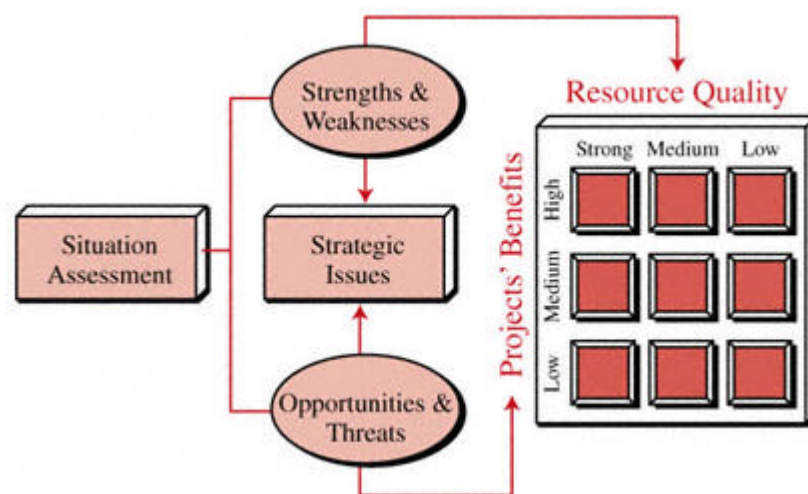 Strengths &
Weaknesses
Resource Quality
Strong Medium Low
High
Medium
Low
Projects' Benefits
Situation
Assessment
Strategic
Issues
Opportunities &
Threats